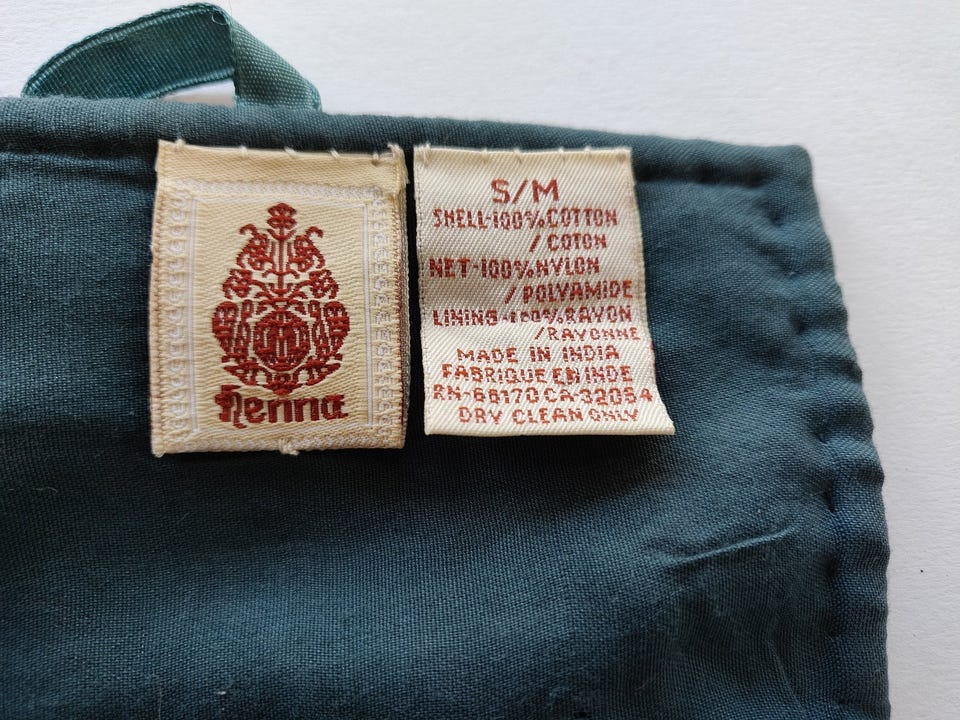 Henna
S/M
SHELL-100%COTTON
/ COTON
NET-100%NYLON
/ POLYAMIDE
LINING-100%RAYON
/RAYONNE
MADE IN INDIA
FABRIQUE EN INDE
RN-66170 CA-32054
DRY CLEAN ONLY